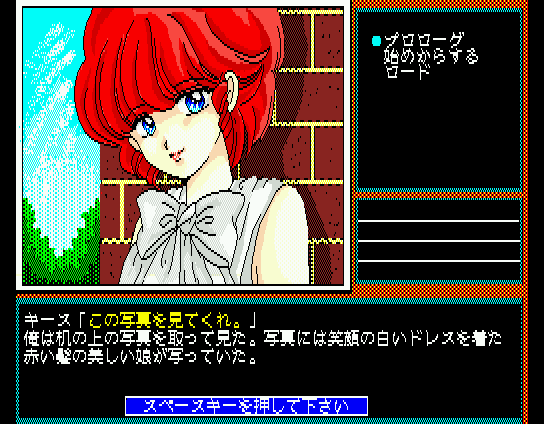 プロローグ
始めからする
ロード
キース「この写真を見てくれ。」
俺は机の上の写真を取って見た。写真には笑顔の白いドレスを着た
赤い髪の美しい娘が写っていた。
スペースキーを押して下さい